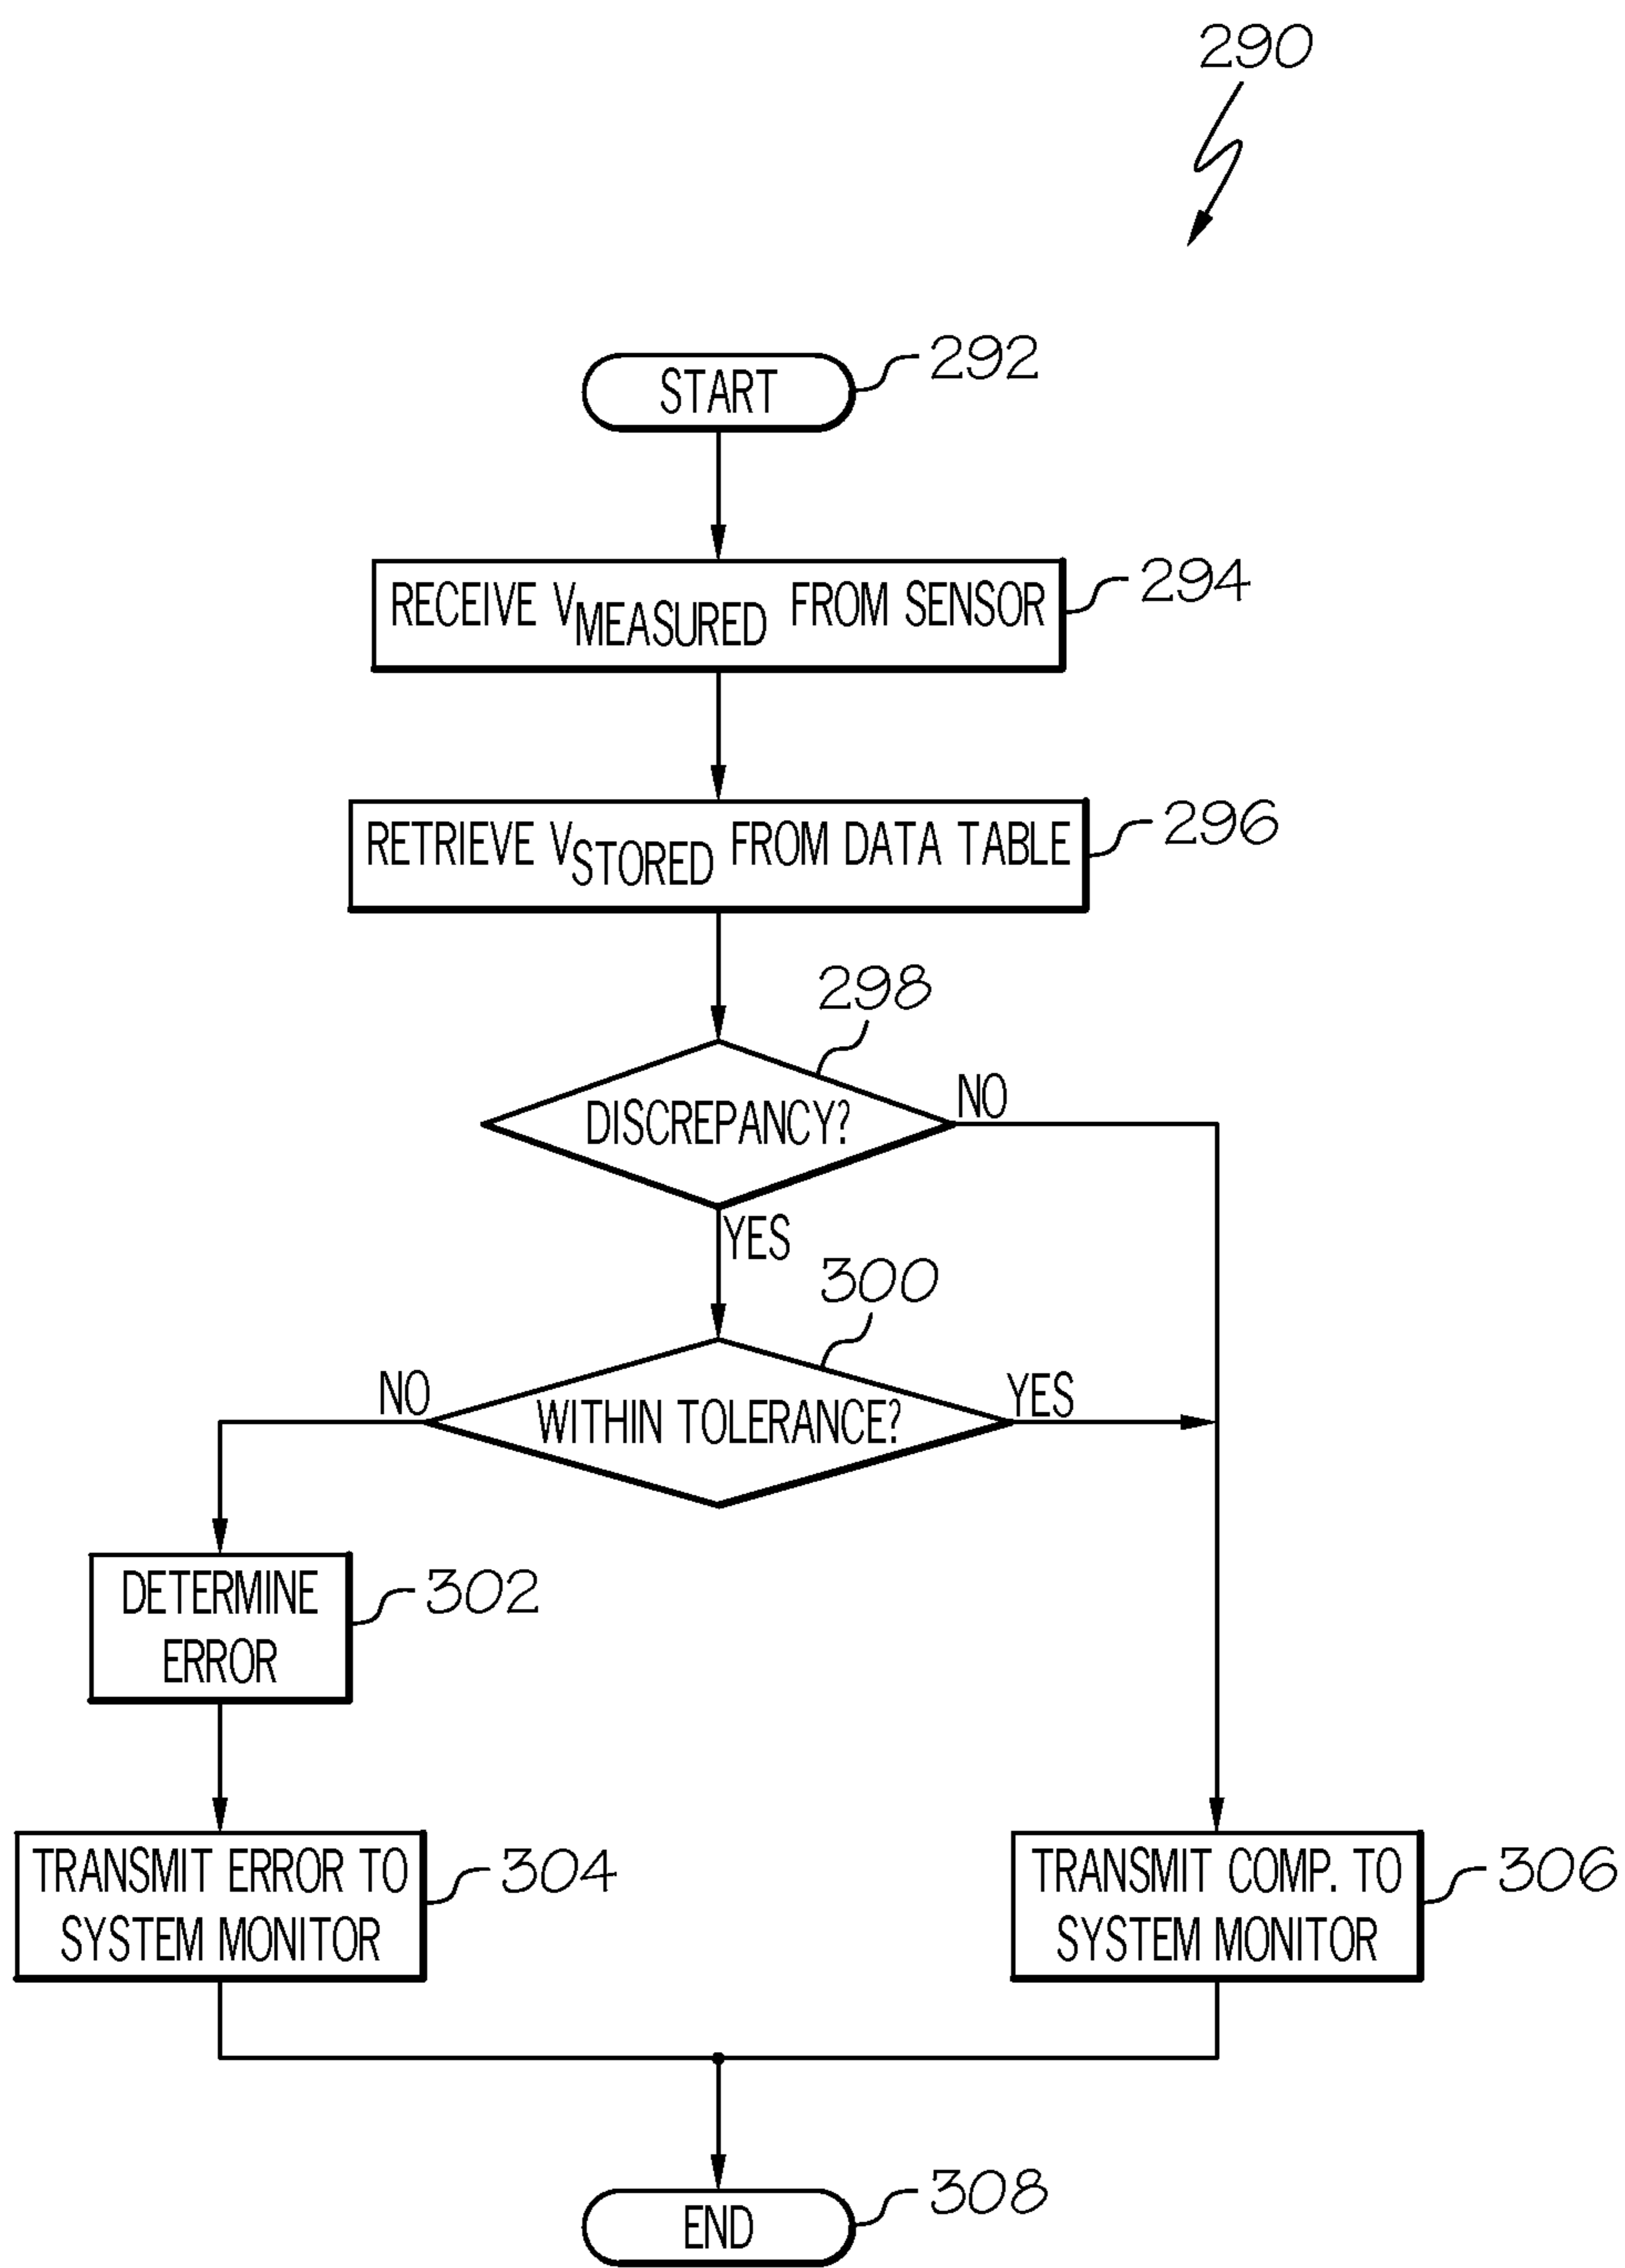 290
START
292
RECEIVE VMEASURED FROM SENSOR
294
RETRIEVE VSTORED FROM DATA TABLE
296
298
DISCREPANCY?
NO
YES
300
NO
WITHIN TOLERANCE?
YES
DETERMINE
ERROR
302
TRANSMIT ERROR TO
SYSTEM MONITOR
304
TRANSMIT COMP. TO
SYSTEM MONITOR
306
END
308